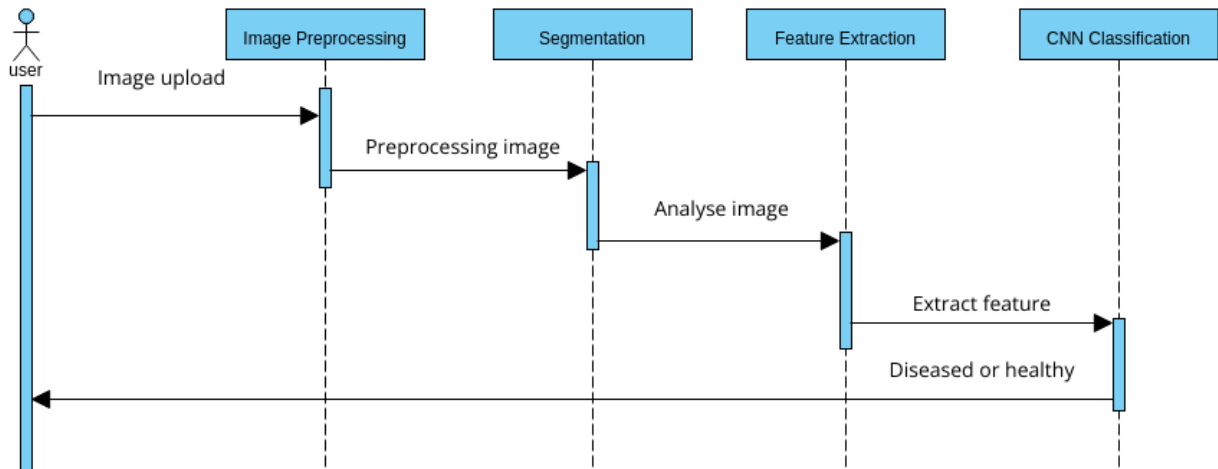 Image Preprocessing
Segmentation
Feature Extraction
CNN Classification
user
Image upload
Preprocessing image
Analyse image
Extract feature
Diseased or healthy